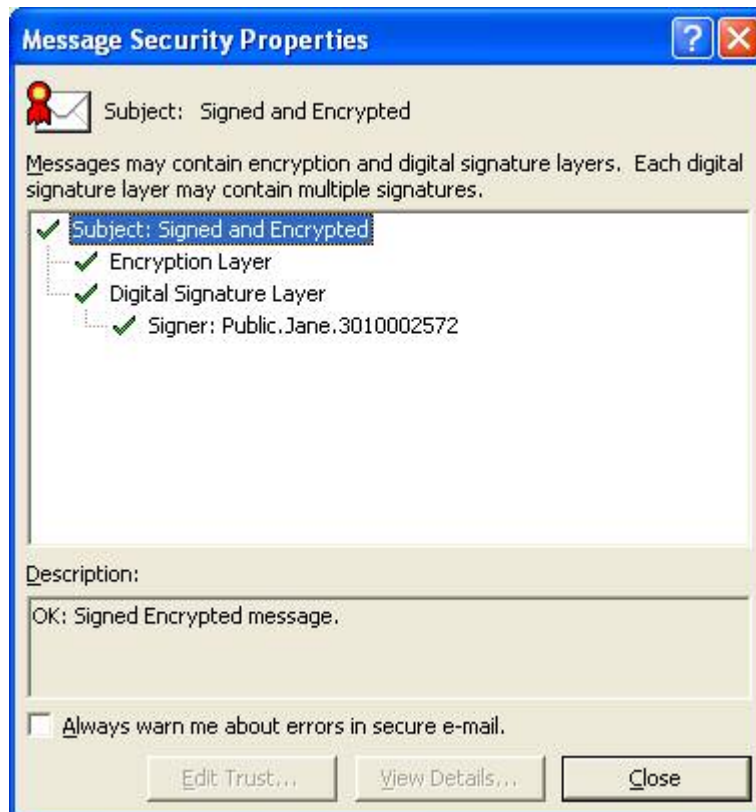 Message Security Properties
?
Subject: Signed and Encrypted
Messages may contain encryption and digital signature layers. Each digital
signature layer may contain multiple signatures.
Subject: Signed and Encrypted
Encryption Layer
Digital Signature Layer
Signer: Public.Jane.3010002572
Description:
OK: Signed Encrypted message.
Always warn me about errors in secure e-mail.
Edit Trust... View Details... Close